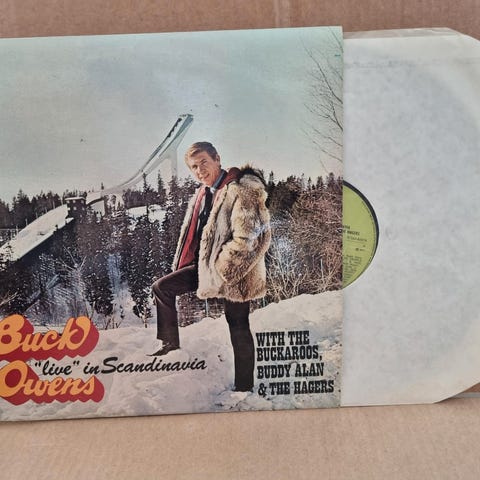 Buck
Owens
"live" in Scandinavia
WITH THE
BUCKAROOS,
BUDDY ALAN
& THE HAGERS